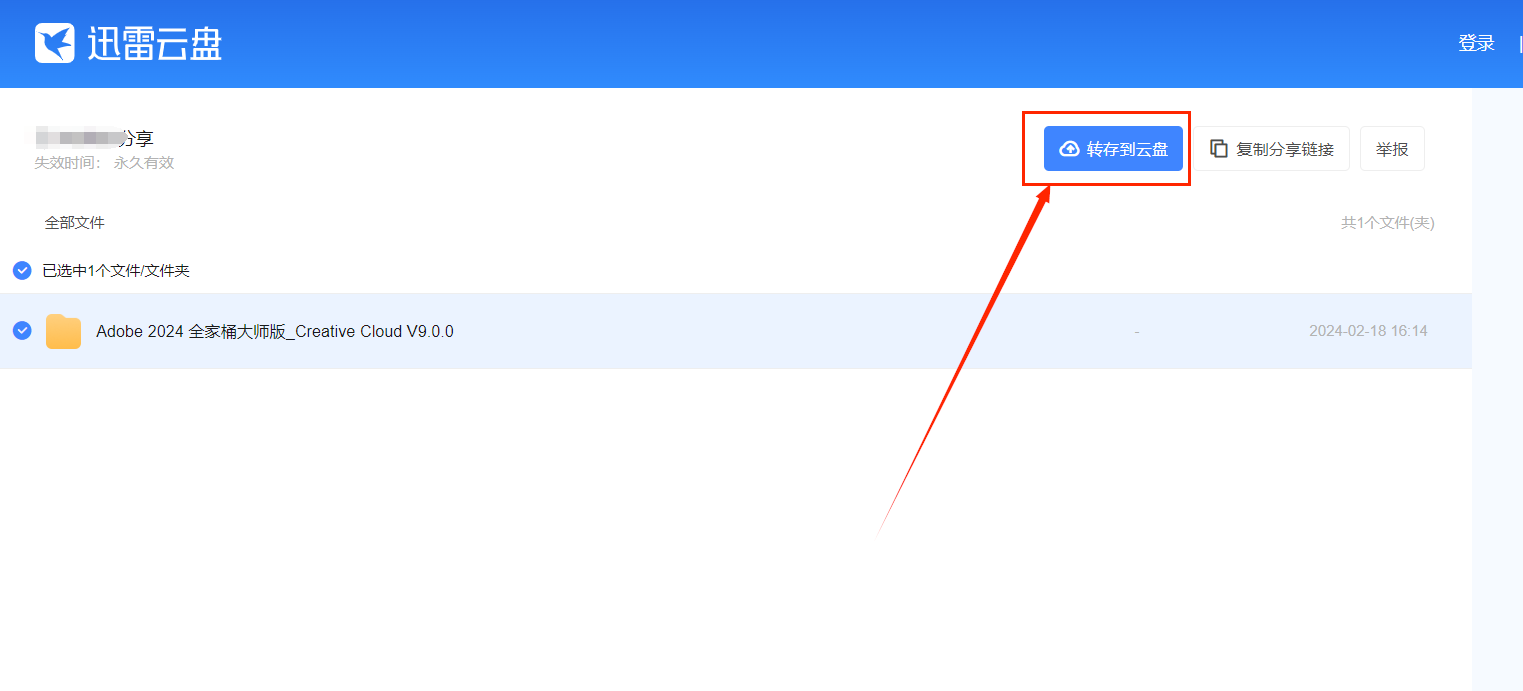 迅雷云盘
登录
分享
失效时间： 永久有效
转存到云盘
复制分享链接
举报
全部文件
共1个文件(夹)
已选中1个文件/文件夹
Adobe 2024 全家桶大师版_Creative Cloud V9.0.0
-
2024-02-18 16:14